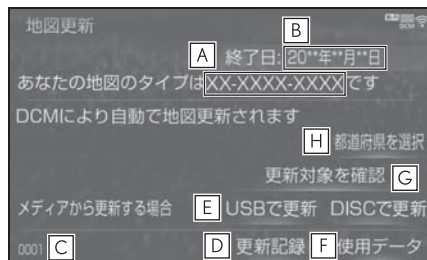 地図更新
B
A 終了日: 20**年**月**日
あなたの地図のタイプはXX-XXXX-XXXXです
DCMにより自動で地図更新されます
H 都道府県を選択
更新対象を確認 G
メディアから更新する場合 E USBで更新 DISCで更新
0001 C D 更新記録 F 使用データ